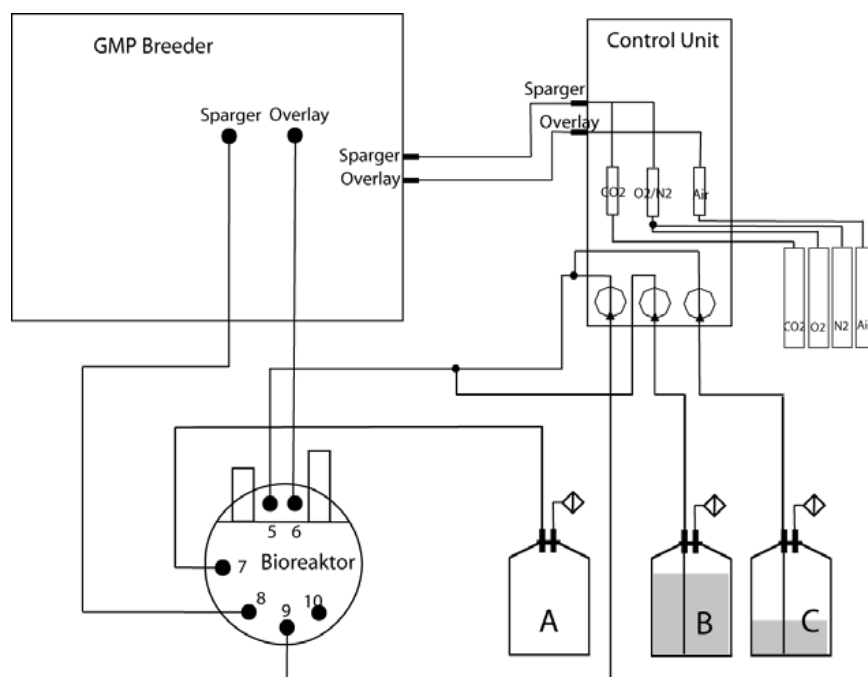 GMP Breeder
Sparger Overlay
Sparger
Overlay
Control Unit
Sparger
Overlay
CO2 O2/N2 Air
CO2 O2 N2 Air
5 6
Bioreaktor
7
8 9 10
A
B
C